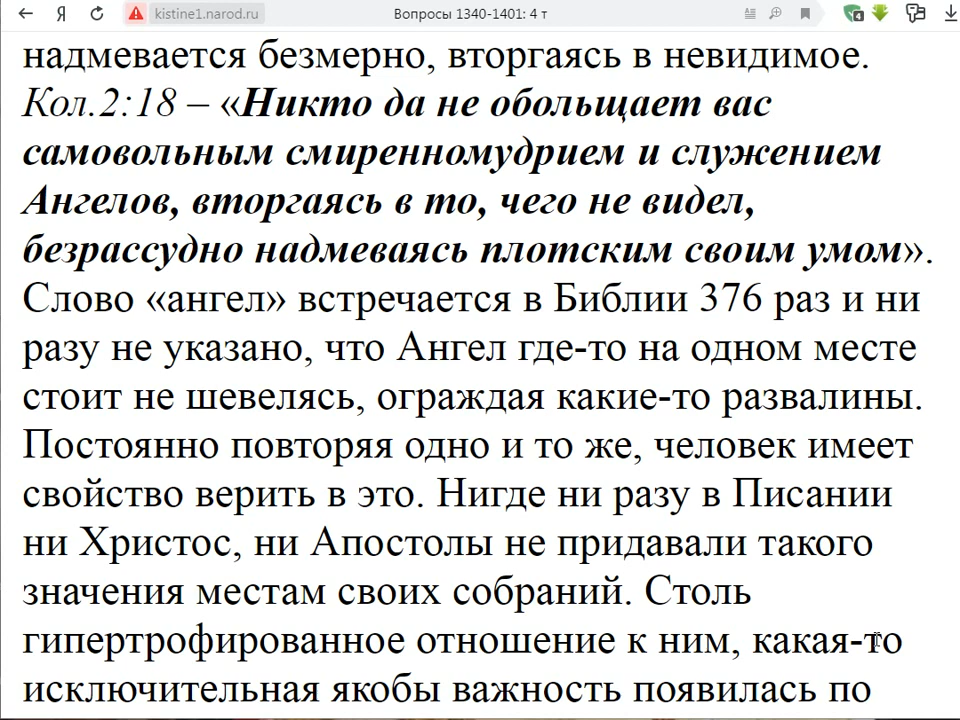 kistine1.narod.ru Вопросы 1340-1401: 4 т
надмевается безмерно, вторгаясь в невидимое.
Кол.2:18 – «Никто да не обольщает вас
самовольным смиренномудрием и служением
Ангелов, вторгаясь в то, чего не видел,
безрассудно надмеваясь плотским своим умом».
Слово «ангел» встречается в Библии 376 раз и ни
разу не указано, что Ангел где-то на одном месте
стоит не шевелясь, ограждая какие-то развалины.
Постоянно повторяя одно и то же, человек имеет
свойство верить в это. Нигде ни разу в Писании
ни Христос, ни Апостолы не придавали такого
значения местам своих собраний. Столь
гипертрофированное отношение к ним, какая-то
исключительная якобы важность появилась по